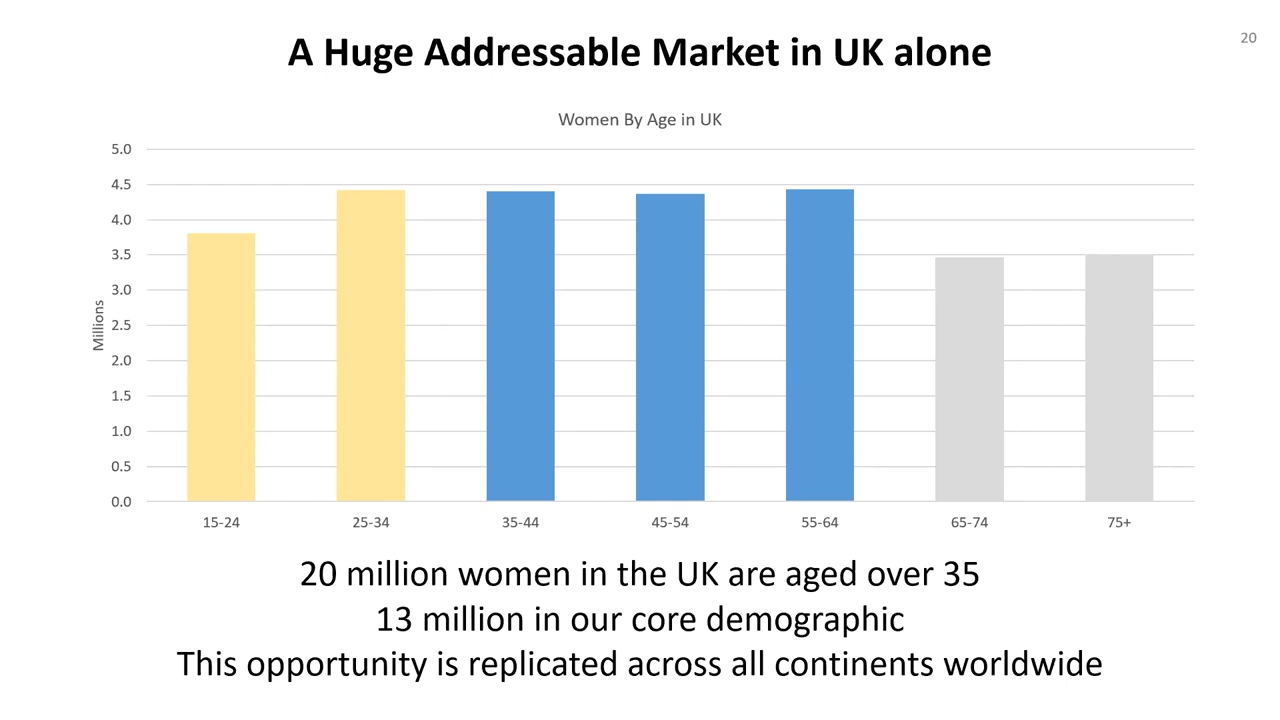 A Huge Addressable Market in UK alone
20
Women By Age in UK
5.0
4.5
4.0
3.5
3.0
2.5
2.0
1.5
1.0
0.5
0.0
Millions
15-24 25-34 35-44 45-54 55-64 65-74 75+
20 million women in the UK are aged over 35
13 million in our core demographic
This opportunity is replicated across all continents worldwide